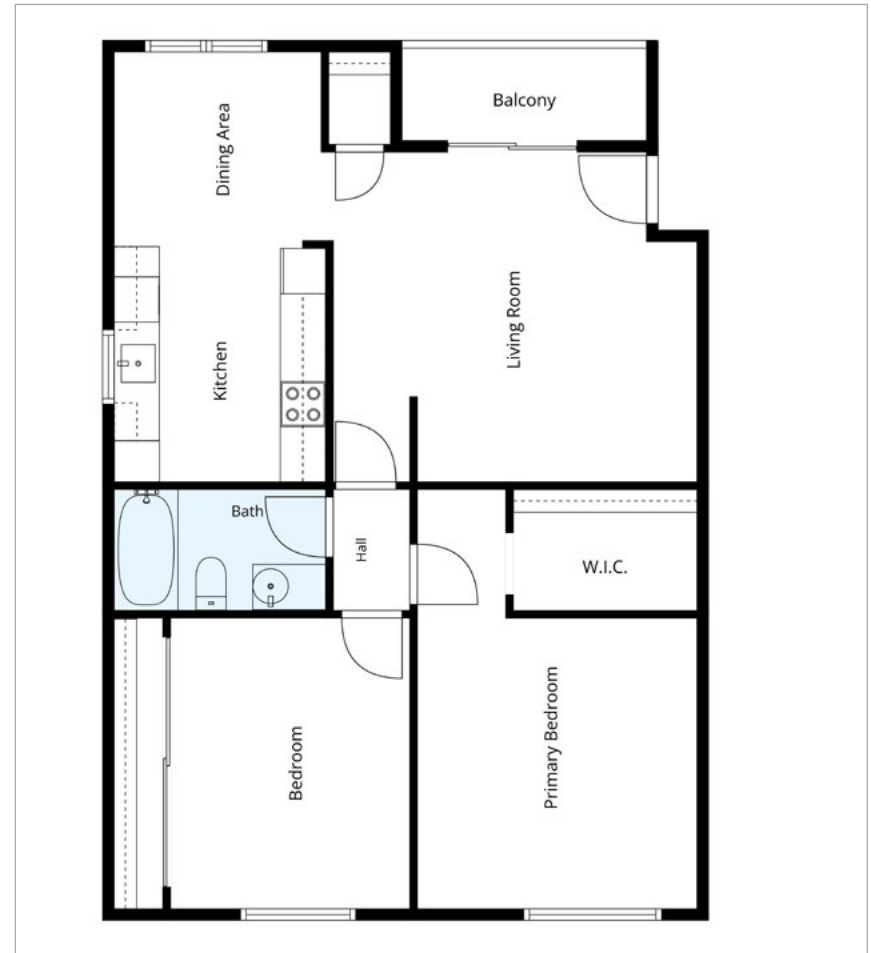 Balcony
Dining Area
Living Room
Kitchen
Bath
Hall
W.I.C.
Bedroom
Primary Bedroom